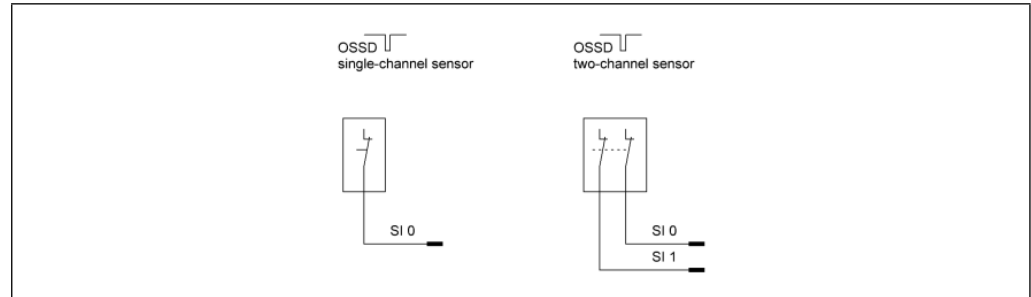 OSSD
single-channel sensor
OSSD
two-channel sensor
SI 0
SI 0
SI 1